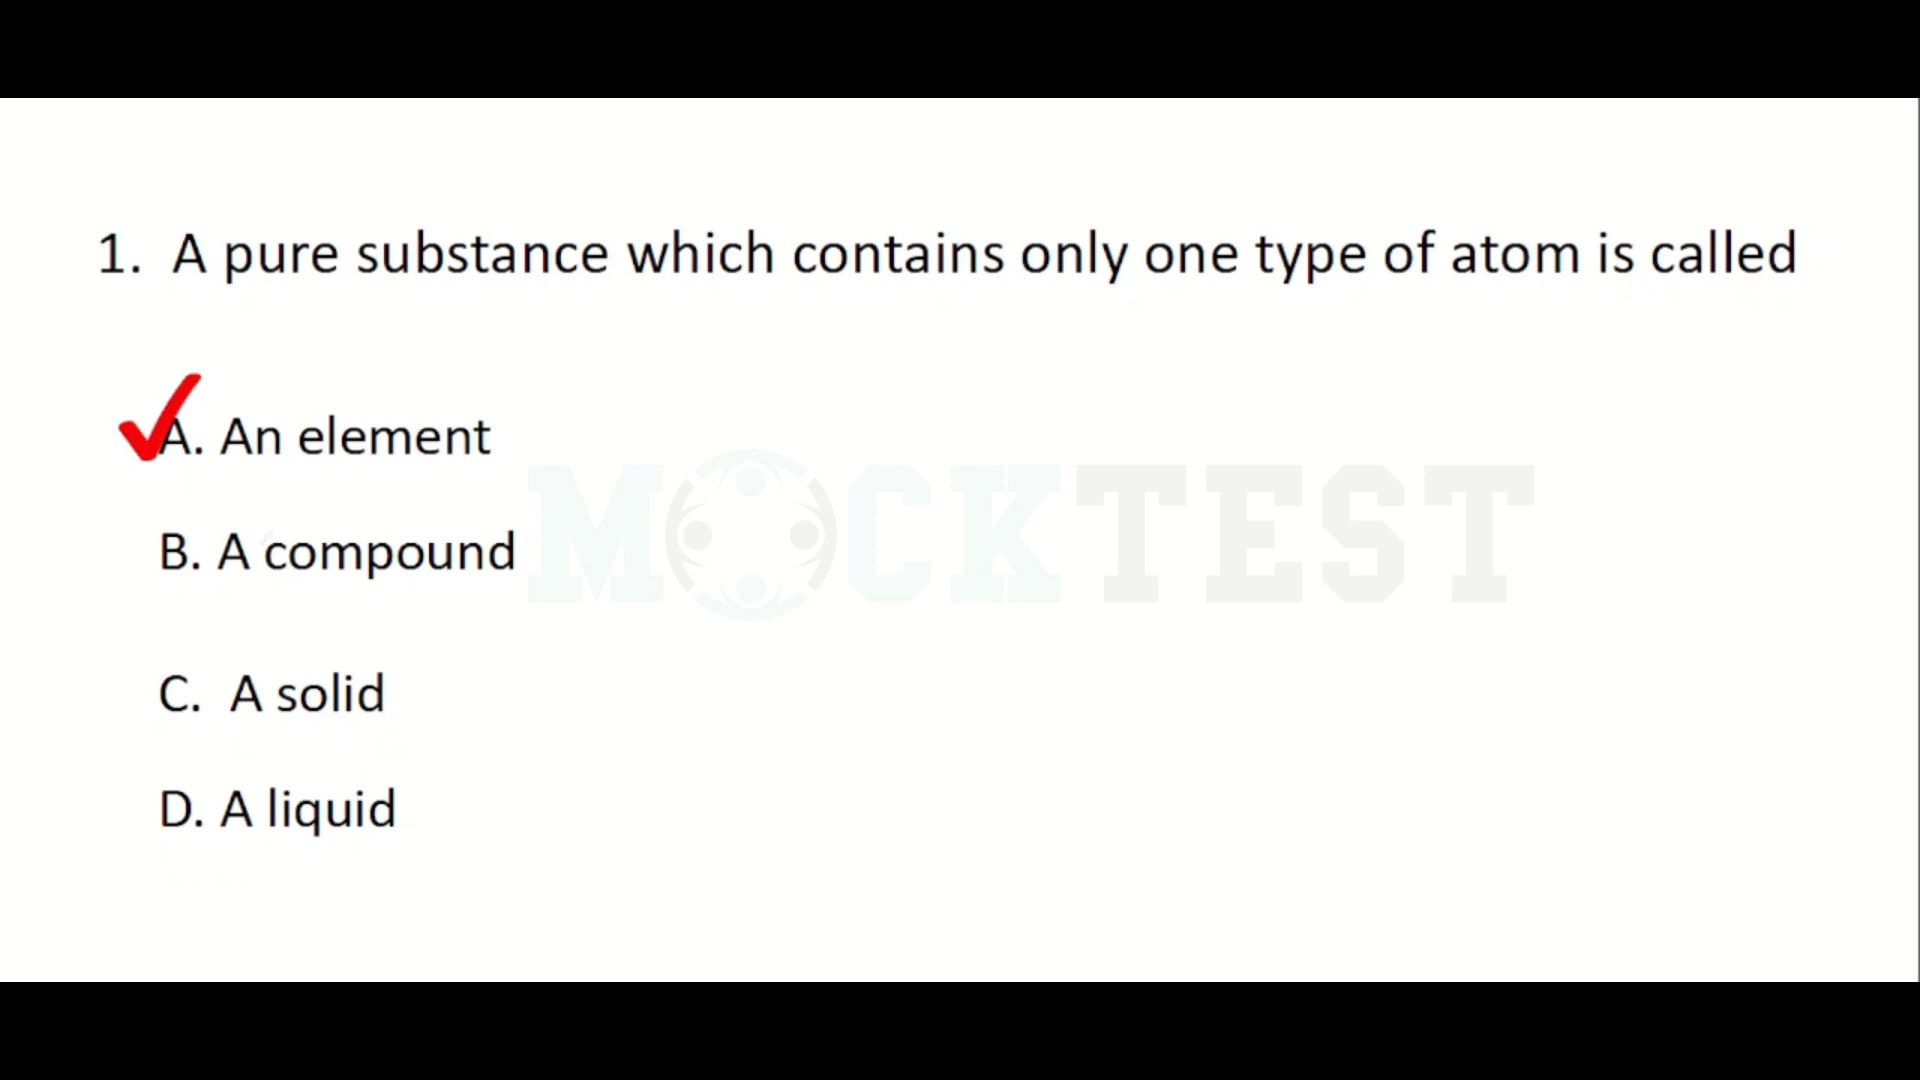 1. A pure substance which contains only one type of atom is called
A. An element
B. A compound
MOCKTEST
C. A solid
D. A liquid